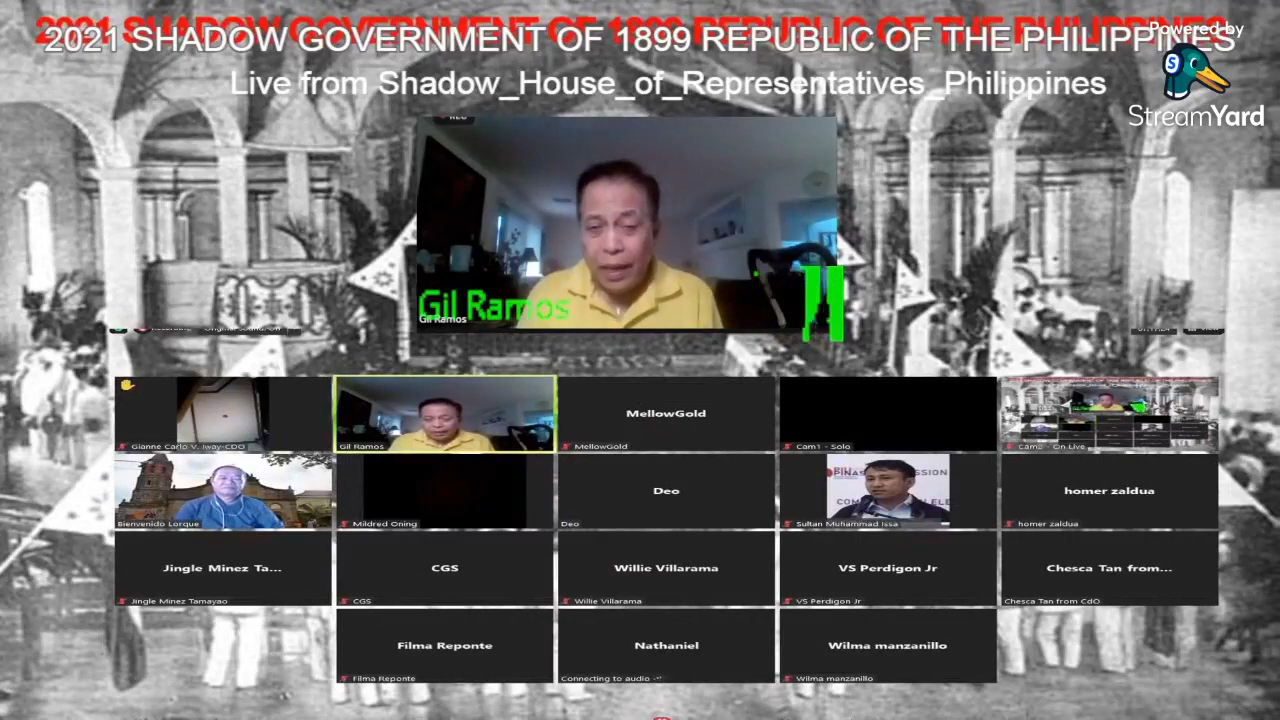 2021 SHADOW GOVERNMENT OF 1899 REPUBLIC OF THE PHILIPPINES
Powered by
Live from Shadow_House_of_Representatives_Philippines
S
StreamYard
REC
Gil Ramos
Gil Ramos
Gianne Carlo V. Iway-CDO
Gil Ramos
MellowGold
MellowGold
Cam1 - Solo
Cam2 - On Live
Bienvenido Lorque
Mildred Oning
Deo
Deo
Sultan Muhammad Issa
homer zaldua
homer zaldua
Jingle Minez Ta...
Jingle Minez Tamayao
CGS
CGS
Willie Villarama
Willie Villarama
VS Perdigon Jr
VS Perdigon Jr
Chesca Tan from...
Chesca Tan from CdO
Filma Reponte
Filma Reponte
Nathaniel
Connecting to audio
Wilma manzanillo
Wilma manzanillo